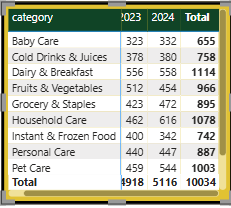 category 2023 2024 Total
Baby Care 323 332 655
Cold Drinks & Juices 378 380 758
Dairy & Breakfast 556 558 1114
Fruits & Vegetables 512 454 966
Grocery & Staples 423 472 895
Household Care 462 616 1078
Instant & Frozen Food 400 342 742
Personal Care 440 447 887
Pet Care 459 544 1003
Total 4918 5116 10034